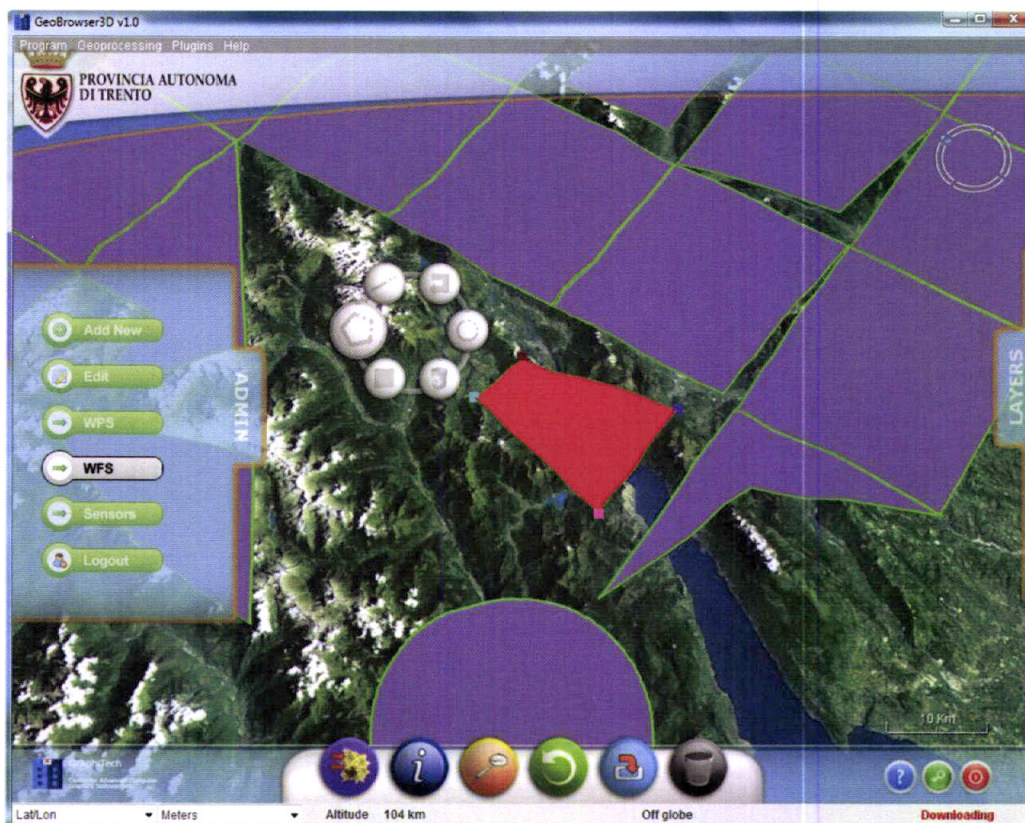 GeoBrowser3D v1.0
Program Geoprocessing Plugins Help
PROVINCIA AUTONOMA
DI TRENTO
Add New
Edit
WPS
WFS
Sensors
Logout
ADMIN
LAYERS
10 Km
GraphiTech
Lat/Lon Meters Altitude 104 km Off globe Downloading